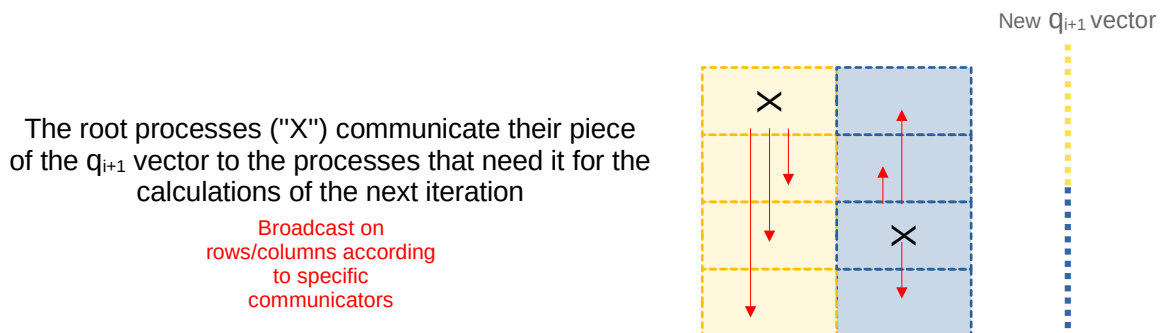 New qi+1 vector
The root processes ("X") communicate their piece
of the qi+1 vector to the processes that need it for the
calculations of the next iteration
Broadcast on
rows/columns according
to specific
communicators
X
X